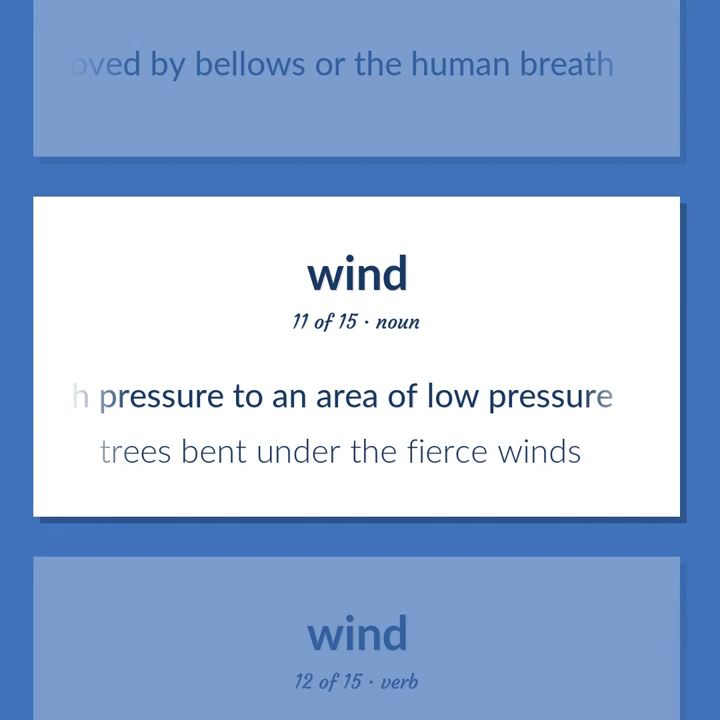 oved by bellows or the human breath
wind
11 of 15 · noun
h pressure to an area of low pressure
trees bent under the fierce winds
wind
12 of 15 · verb